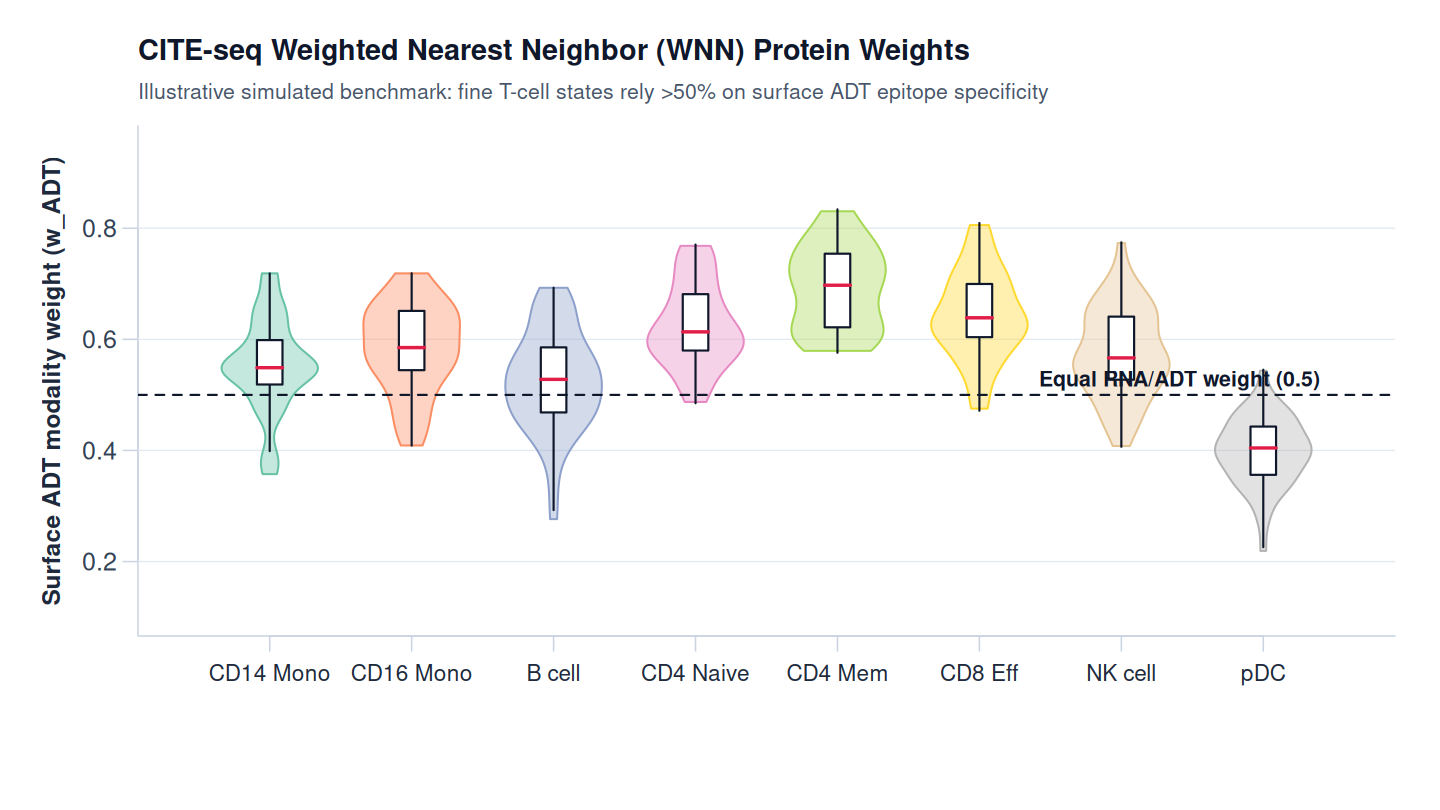 CITE-seq Weighted Nearest Neighbor (WNN) Protein Weights
Illustrative simulated benchmark: fine T-cell states rely >50% on surface ADT epitope specificity
Surface ADT modality weight (w_ADT)
0.8
0.6
0.4
0.2
Equal RNA/ADT weight (0.5)
CD14 Mono
CD16 Mono
B cell
CD4 Naive
CD4 Mem
CD8 Eff
NK cell
pDC